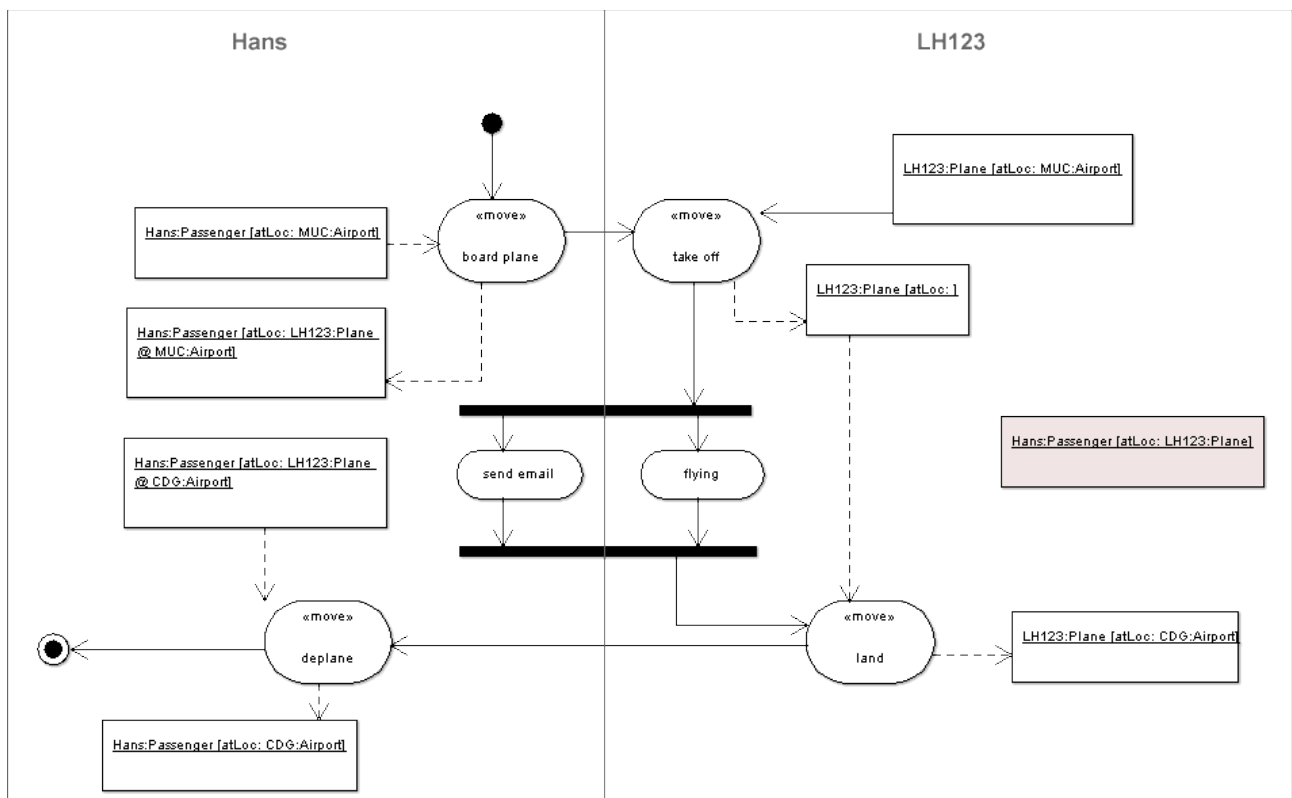 Hans
LH123
LH123:Plane [atLoc: MUC:Airport]
«move»
board plane
«move»
take off
Hans:Passenger [atLoc: MUC:Airport]
LH123:Plane [atLoc: ]
Hans:Passenger [atLoc: LH123:Plane
@ MUC:Airport]
Hans:Passenger [atLoc: LH123:Plane
@ CDG:Airport]
send email
flying
Hans:Passenger [atLoc: LH123:Plane]
«move»
deplane
«move»
land
LH123:Plane [atLoc: CDG:Airport]
Hans:Passenger [atLoc: CDG:Airport]